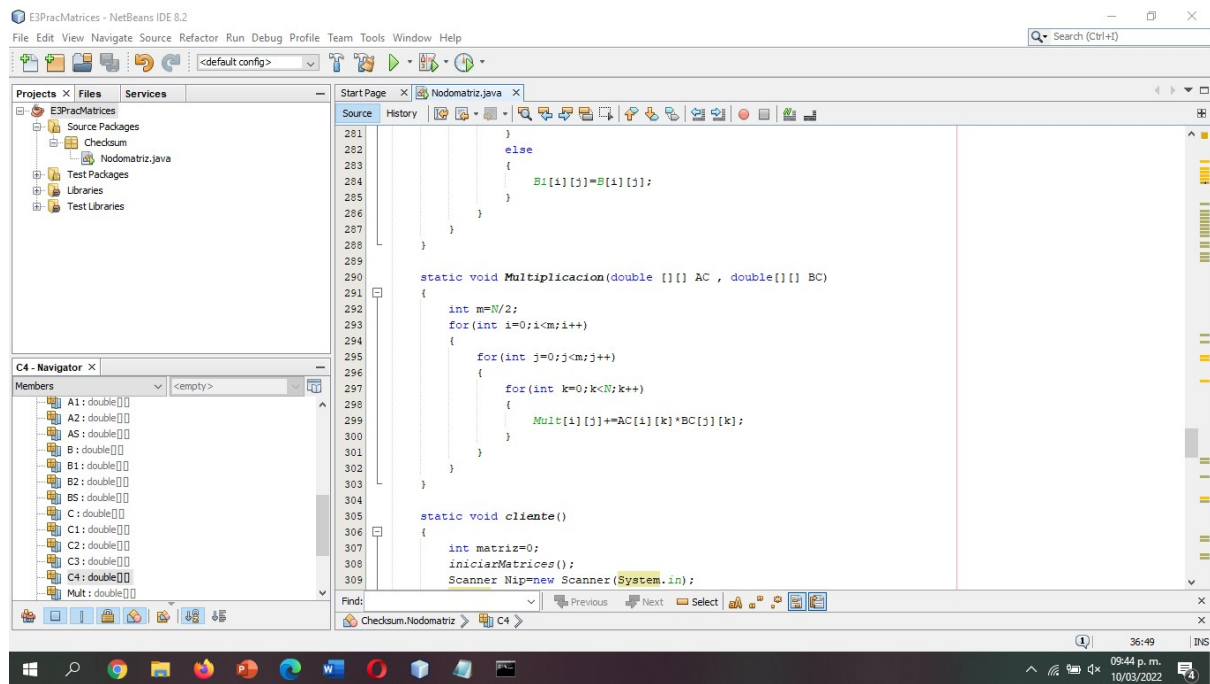 E3PracMatrices - NetBeans IDE 8.2
File Edit View Navigate Source Refactor Run Debug Profile Team Tools Window Help
Search (Ctrl+I)
<default config>
Projects Files Services
E3PracMatrices
Source Packages
Checksum
Nodomatriz.java
Test Packages
Libraries
Test Libraries
C4 - Navigator
Members <empty>
A1 : double[][]
A2 : double[][]
AS : double[][]
B : double[][]
B1 : double[][]
B2 : double[][]
BS : double[][]
C : double[][]
C1 : double[][]
C2 : double[][]
C3 : double[][]
C4 : double[][]
Mult : double[][]
Start Page Nodomatriz.java
Source History
281 }
282 else
283 {
284 B1[i][j]=B[i][j];
285 }
286 }
287 }
288 }
289
290 static void Multiplicacion(double [][] AC , double[][] BC)
291 {
292 int m=N/2;
293 for(int i=0;i<m;i++)
294 {
295 for(int j=0;j<m;j++)
296 {
297 for(int k=0;k<N;k++)
298 {
299 Mult[i][j]+=AC[i][k]*BC[j][k];
300 }
301 }
302 }
303 }
304
305 static void cliente()
306 {
307 int matriz=0;
308 iniciarMatrices();
309 Scanner Nip=new Scanner(System.in);
Find: Previous Next Select
Checksum.Nodomatriz C4
1 36:49 INS
09:44 p. m.
10/03/2022
4